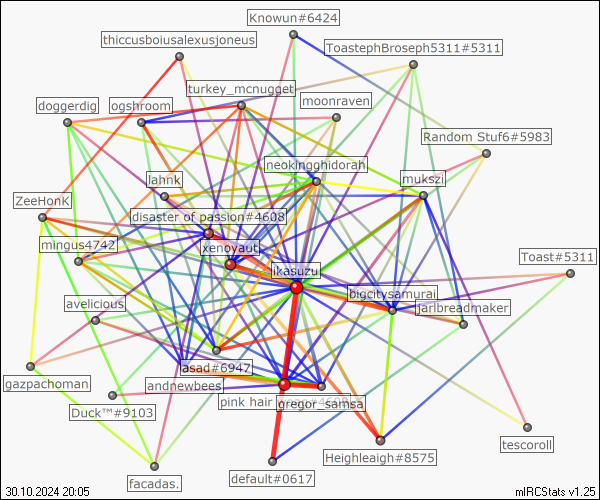 Knowun#6424
thiccusboiusalexusjoneus
ToastephBroseph5311#5311
turkey_mcnugget
moonraven
doggerdig
ogshroom
Random Stuf6#5983
neokingghidorah
mukszi
lahnk
ZeeHonK
disaster of passion#4608
mingus4742
xenoyaut
likasuzu
Toast#5311
bigcitysamurai
avelicious
jarlbreadmaker
asad#6947
gazpachoman
andnewbees
pink hair
gregor_samsa
Duck™#9103
tescoroll
Heighleaigh#8575
facadas.
default#0617
30.10.2024 20:05
mIRCStats v1.25